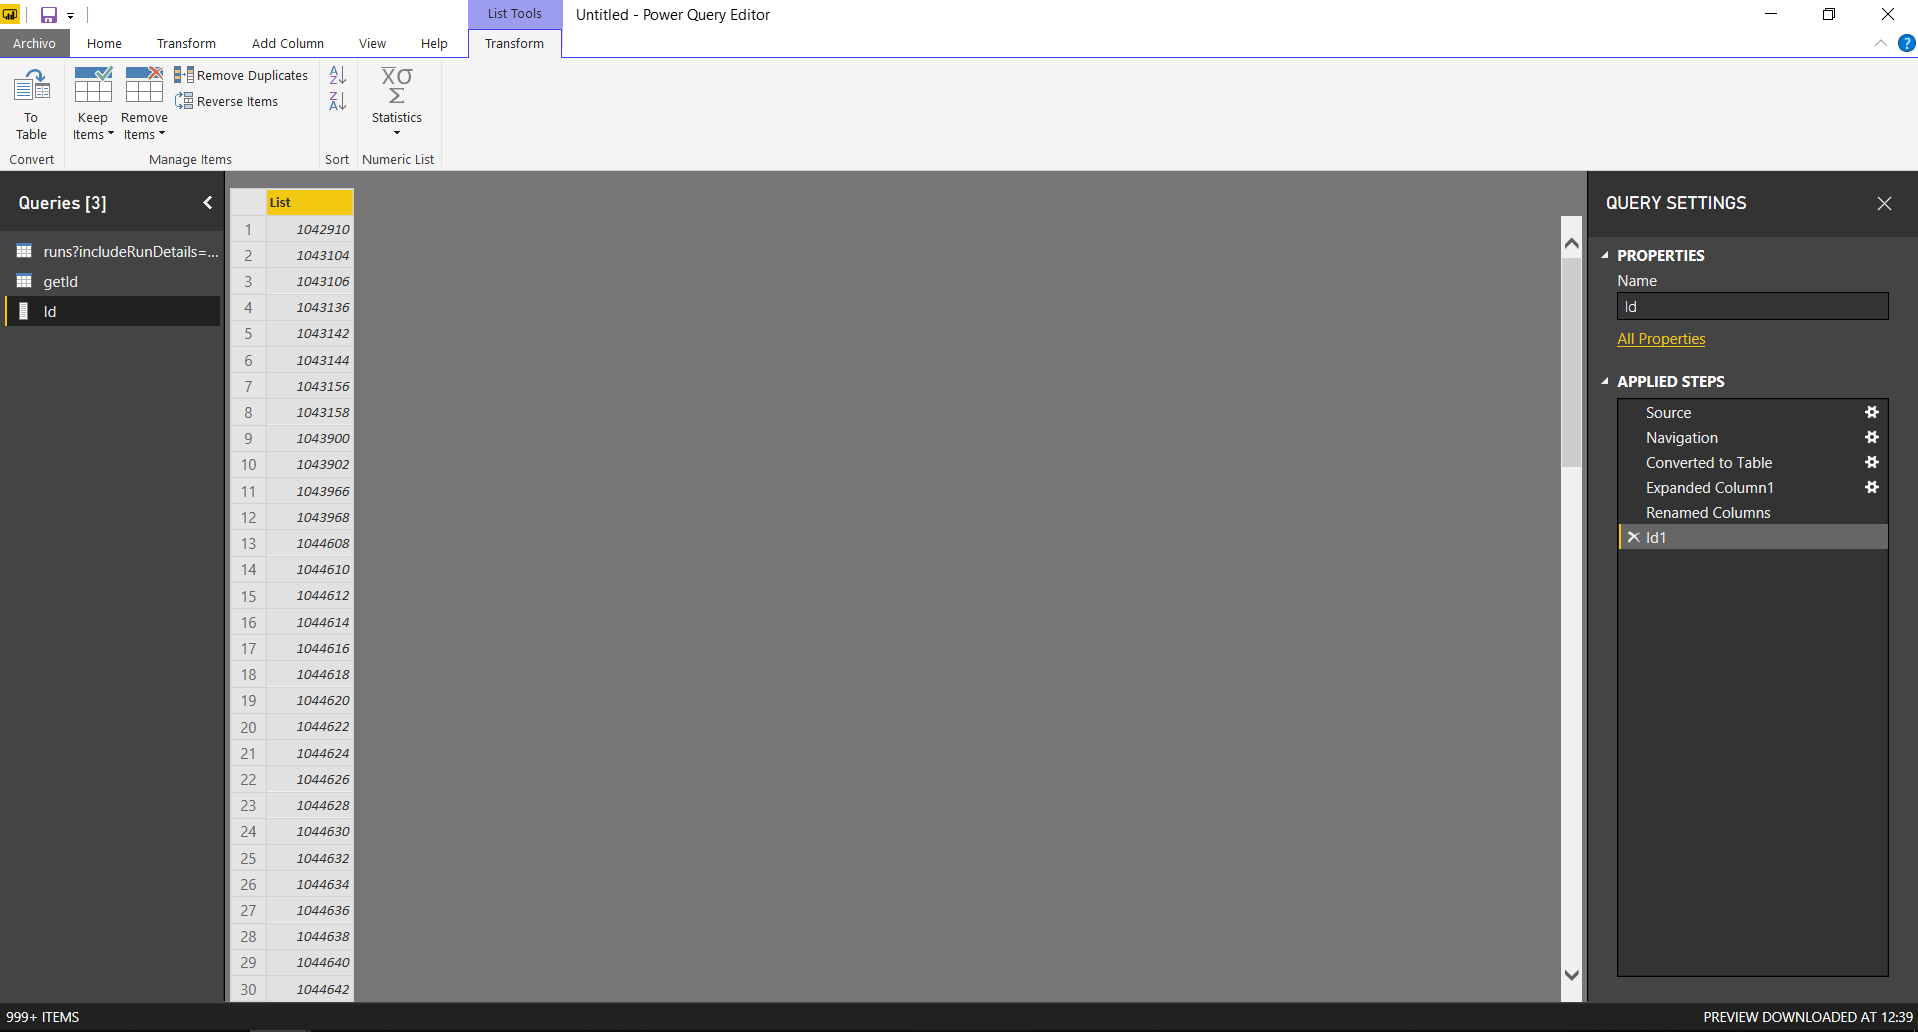 List Tools
Untitled - Power Query Editor
Archivo
Home
Transform
Add Column
View
Help
Transform
?
To Table
Keep Items
Remove Items
Remove Duplicates
Reverse Items
A Z
Z A
X̅σ
Σ
Statistics
Convert
Manage Items
Sort
Numeric List
Queries [3]
runs?includeRunDetails=...
getId
Id
List
1 1042910
2 1043104
3 1043106
4 1043136
5 1043142
6 1043144
7 1043156
8 1043158
9 1043900
10 1043902
11 1043966
12 1043968
13 1044608
14 1044610
15 1044612
16 1044614
17 1044616
18 1044618
19 1044620
20 1044622
21 1044624
22 1044626
23 1044628
24 1044630
25 1044632
26 1044634
27 1044636
28 1044638
29 1044640
30 1044642
QUERY SETTINGS
PROPERTIES
Name
Id
All Properties
APPLIED STEPS
Source
Navigation
Converted to Table
Expanded Column1
Renamed Columns
Id1
999+ ITEMS
PREVIEW DOWNLOADED AT 12:39